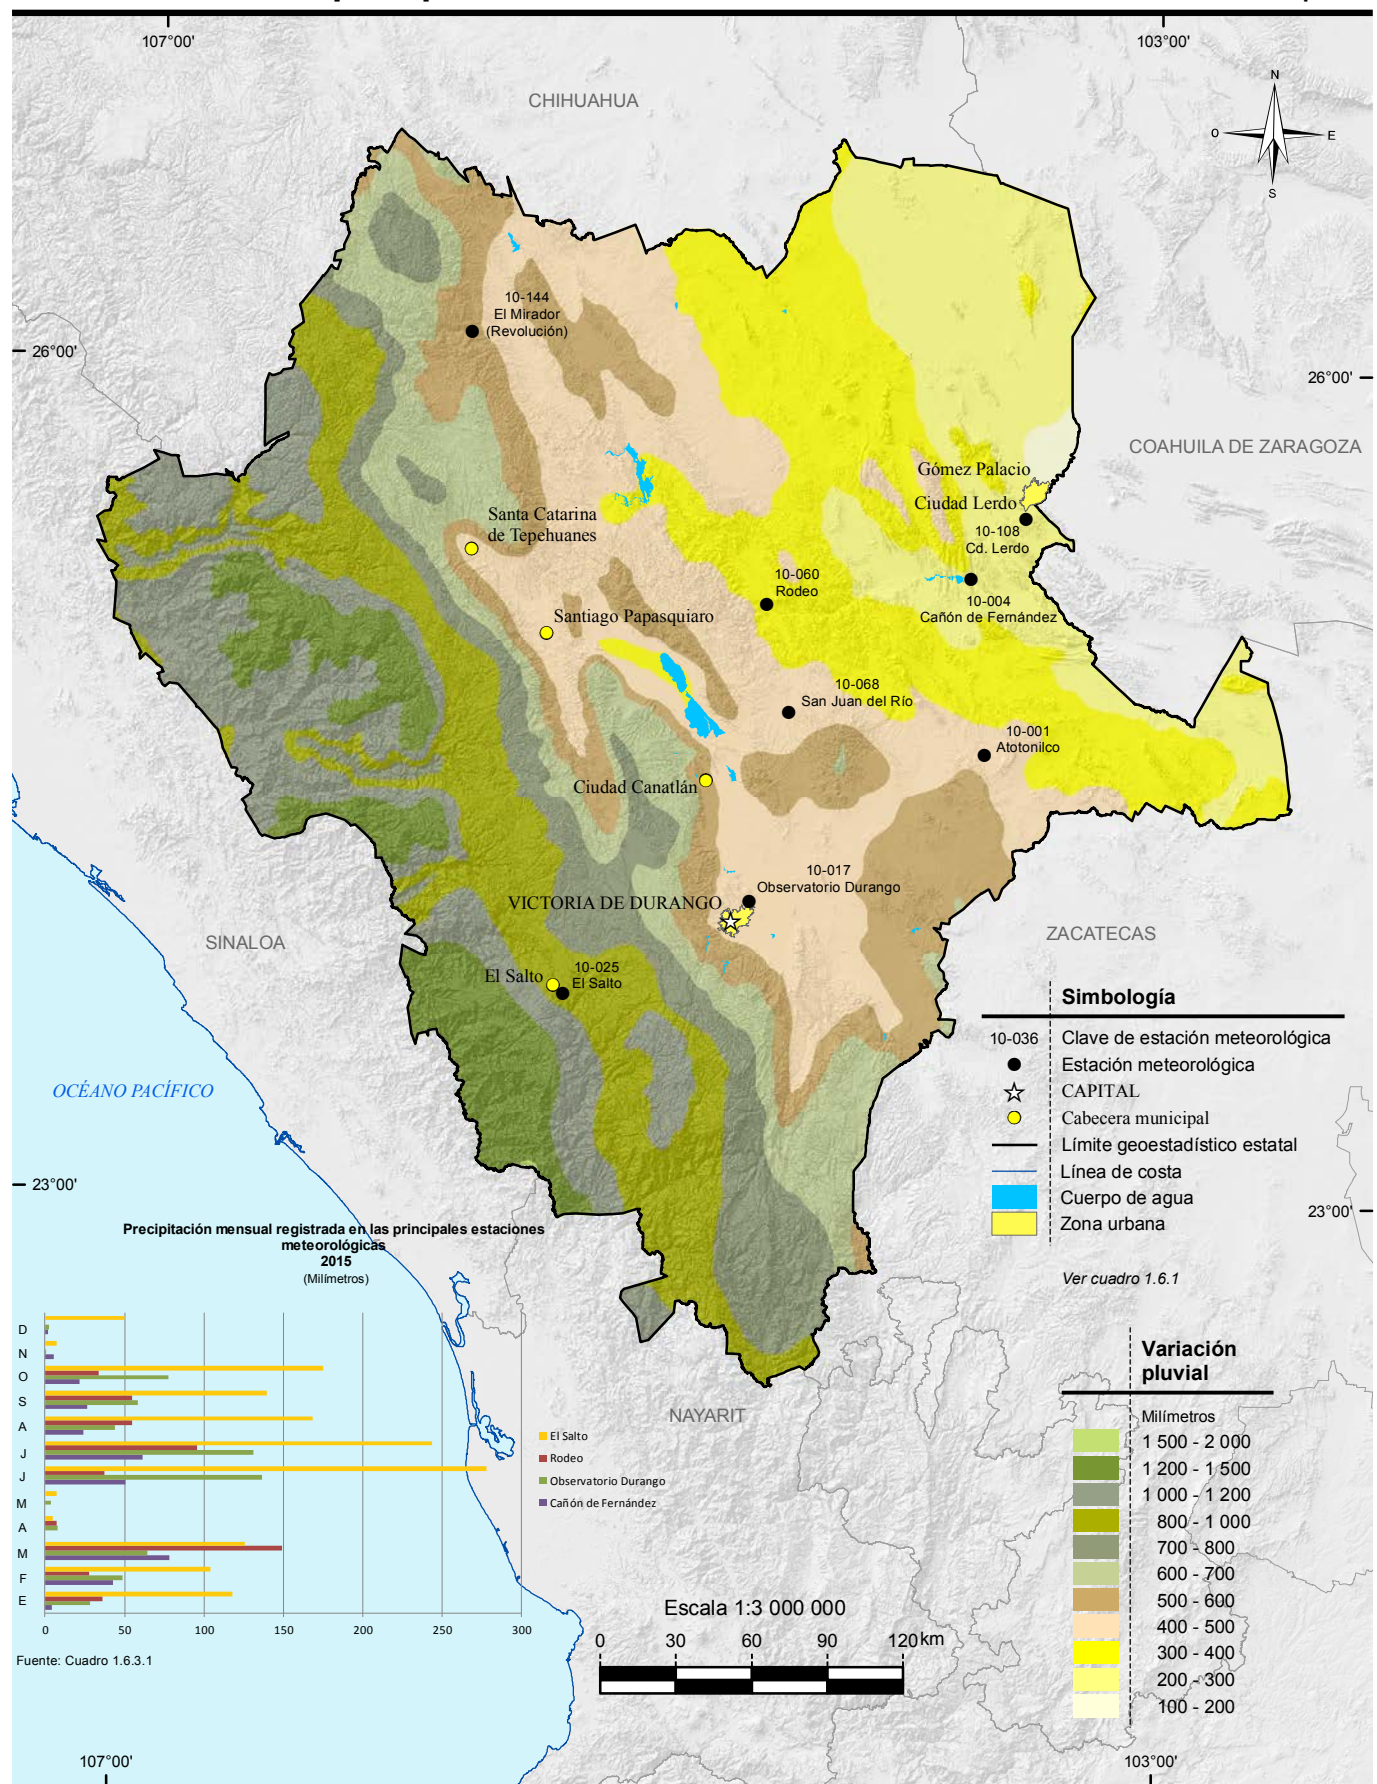 107°00'
103°00'
CHIHUAHUA
N
O
E
S
10-144
El Mirador
(Revolución)
26°00'
26°00'
COAHUILA DE ZARAGOZA
Gómez Palacio
Ciudad Lerdo
10-108
Cd. Lerdo
Santa Catarina
de Tepehuanes
10-060
Rodeo
10-004
Cañón de Fernández
Santiago Papasquiaro
10-068
San Juan del Río
10-001
Atotonilco
Ciudad Canatlán
10-017
Observatorio Durango
VICTORIA DE DURANGO
SINALOA
ZACATECAS
El Salto
10-025
El Salto
OCÉANO PACÍFICO
Simbología
10-036 Clave de estación meteorológica
Estación meteorológica
CAPITAL
Cabecera municipal
Límite geoestadístico estatal
Línea de costa
Cuerpo de agua
Zona urbana
23°00'
23°00'
Ver cuadro 1.6.1
Precipitación mensual registrada en las principales estaciones
meteorológicas
2015
(Milímetros)
D
N
O
S
A
J
J
M
A
M
F
E
0 50 100 150 200 250 300
El Salto
Rodeo
Observatorio Durango
Cañón de Fernández
Fuente: Cuadro 1.6.3.1
NAYARIT
Variación
pluvial
Milímetros
1 500 - 2 000
1 200 - 1 500
1 000 - 1 200
800 - 1 000
700 - 800
600 - 700
500 - 600
400 - 500
300 - 400
200 - 300
100 - 200
Escala 1:3 000 000
0 30 60 90 120 km
107°00'
103°00'